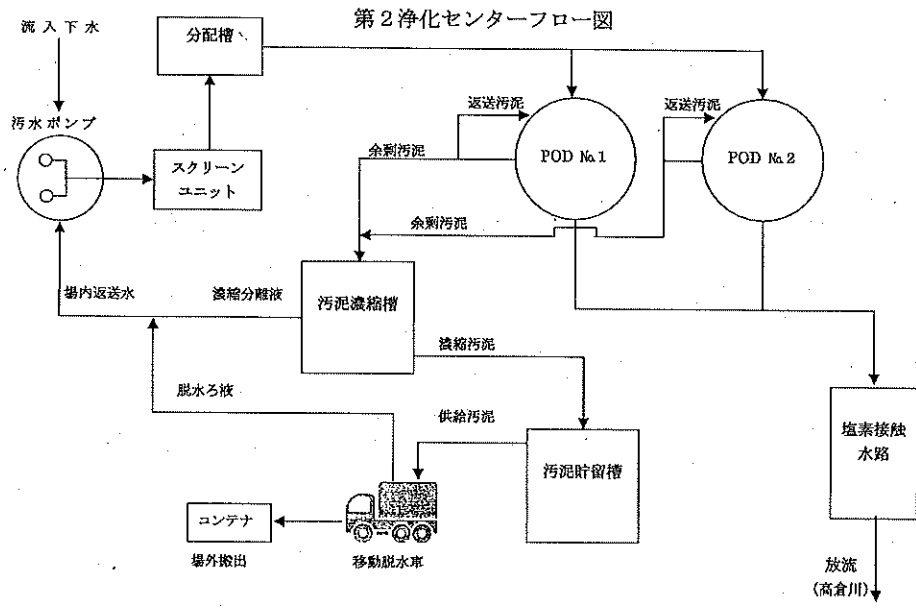 第2浄化センターフロー図
流入下水
分配槽
汚水ポンプ
スクリーン
ユニット
返送汚泥
返送汚泥
POD №1
POD №2
余剰汚泥
余剰汚泥
場内返送水
濃縮分離液
汚泥濃縮槽
濃縮汚泥
脱水ろ液
供給汚泥
汚泥貯留槽
塩素接触
水路
コンテナ
場外搬出
移動脱水車
放流
(高倉川)